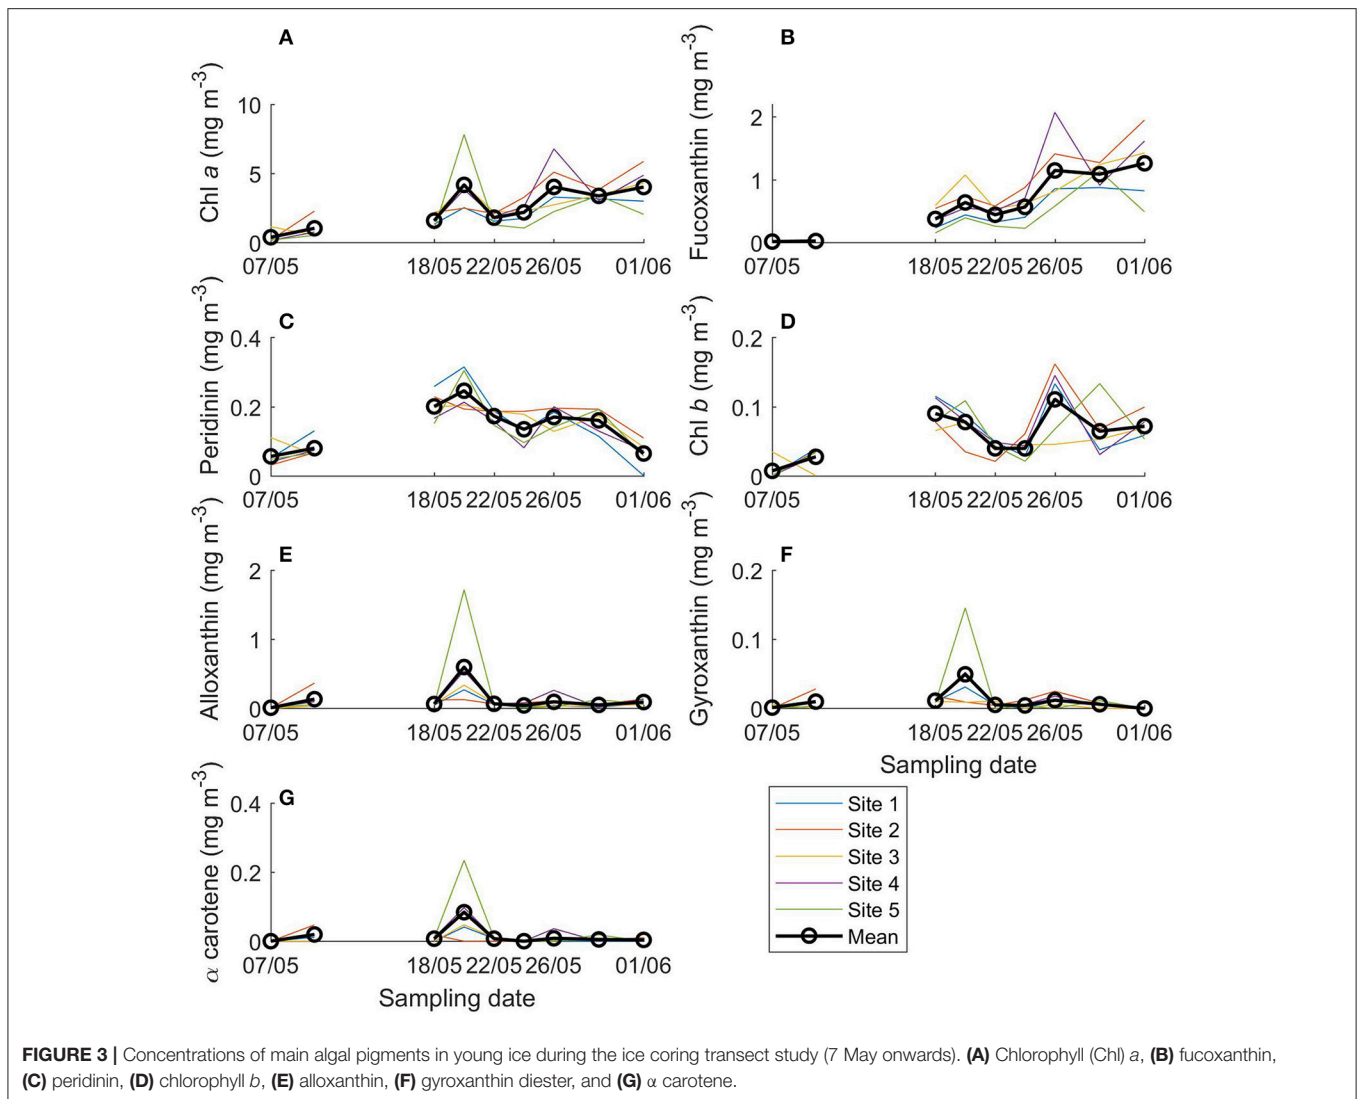 A
Chl a (mg m⁻³)
10
5
0
07/05
18/05 22/05 26/05
01/06
B
Fucoxanthin (mg m⁻³)
2
1
0
07/05
18/05 22/05 26/05
01/06
C
Peridinin (mg m⁻³)
0.4
0.2
0
07/05
18/05 22/05 26/05
01/06
D
Chl b (mg m⁻³)
0.2
0.1
0
07/05
18/05 22/05 26/05
01/06
E
Alloxanthin (mg m⁻³)
2
1
0
07/05
18/05 22/05 26/05
01/06
F
Gyroxanthin (mg m⁻³)
0.2
0.1
0
07/05
18/05 22/05 26/05
01/06
Sampling date
G
α carotene (mg m⁻³)
0.4
0.2
0
07/05
18/05 22/05 26/05
01/06
Sampling date
Site 1
Site 2
Site 3
Site 4
Site 5
Mean
FIGURE 3 | Concentrations of main algal pigments in young ice during the ice coring transect study (7 May onwards). (A) Chlorophyll (Chl) a, (B) fucoxanthin,
(C) peridinin, (D) chlorophyll b, (E) alloxanthin, (F) gyroxanthin diester, and (G) α carotene.